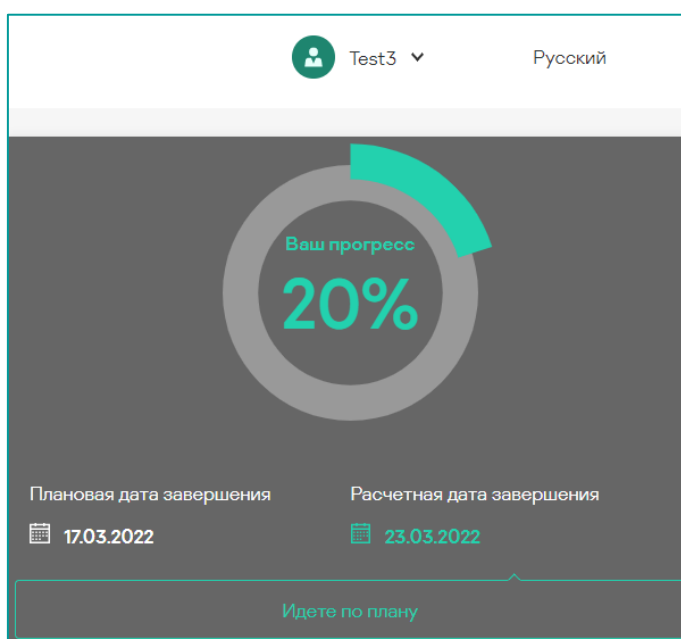 Test3
Русский
Ваш прогресс
20%
Плановая дата завершения
17.03.2022
Расчетная дата завершения
23.03.2022
Идете по плану